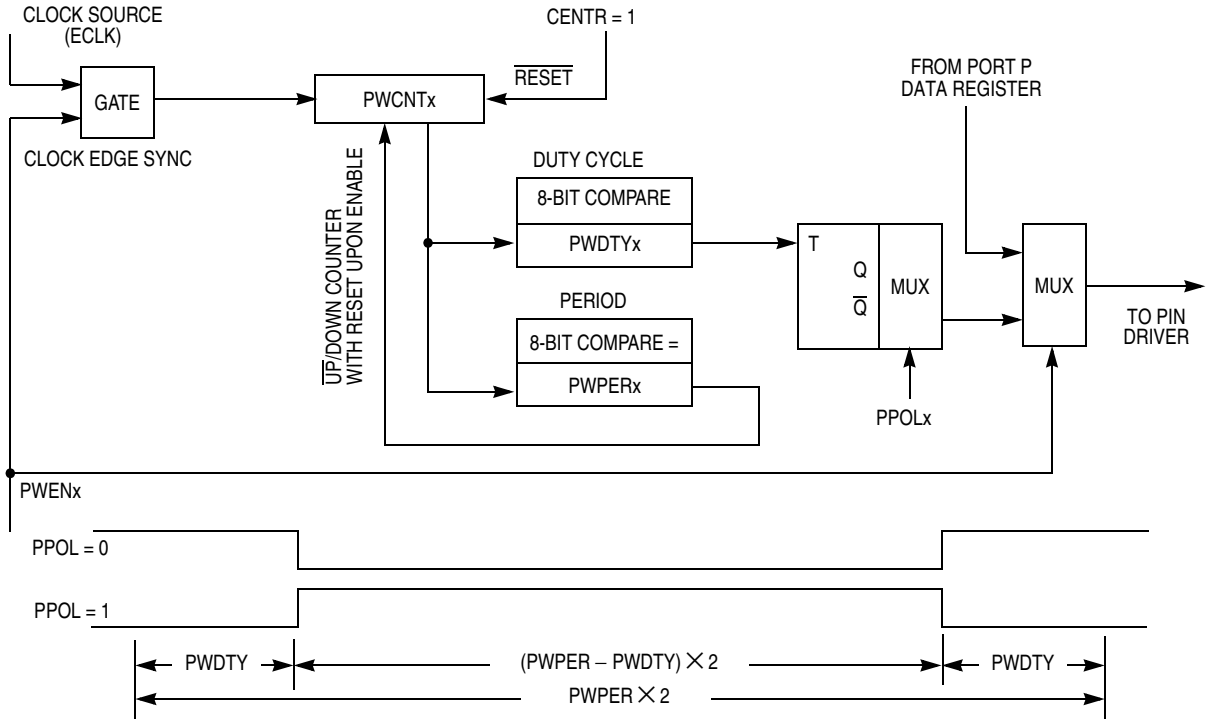 CLOCK SOURCE
(ECLK)
CENTR = 1
RESET
FROM PORT P
DATA REGISTER
GATE
PWCNTx
CLOCK EDGE SYNC
UP/DOWN COUNTER
WITH RESET UPON ENABLE
DUTY CYCLE
8-BIT COMPARE
PWDTYx
T
Q
Q
MUX
MUX
PERIOD
8-BIT COMPARE =
PWPERx
TO PIN
DRIVER
PPOLx
PWENx
PPOL = 0
PPOL = 1
PWDTY
(PWPER – PWDTY) × 2
PWDTY
PWPER × 2